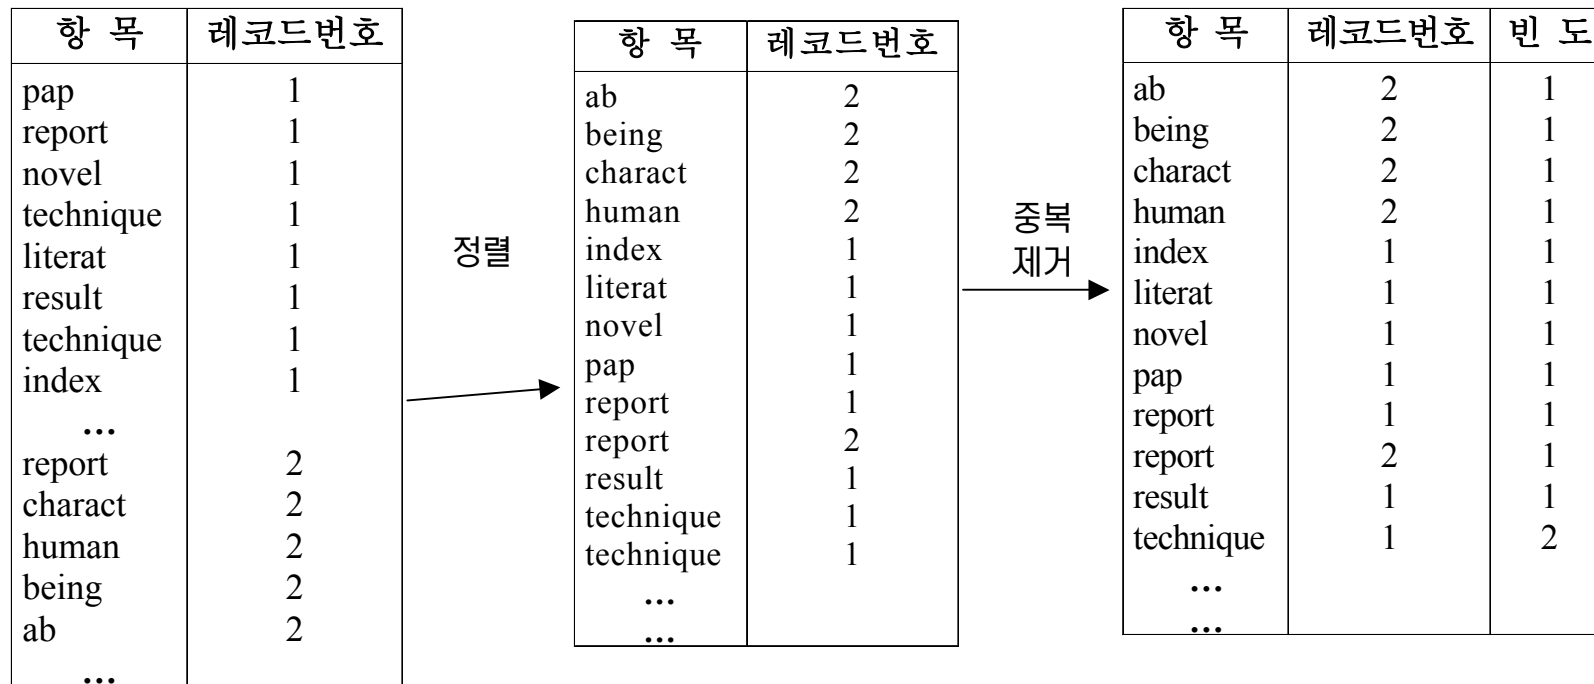 항 목 레코드번호
pap 1
report 1
novel 1
technique 1
literat 1
result 1
technique 1
index 1
...
report 2
charact 2
human 2
being 2
ab 2
...
정렬
항 목 레코드번호
ab 2
being 2
charact 2
human 2
index 1
literat 1
novel 1
pap 1
report 1
report 2
result 1
technique 1
technique 1
...
...
중복
제거
항 목 레코드번호 빈 도
ab 2 1
being 2 1
charact 2 1
human 2 1
index 1 1
literat 1 1
novel 1 1
pap 1 1
report 1 1
report 2 1
result 1 1
technique 1 2
...
...